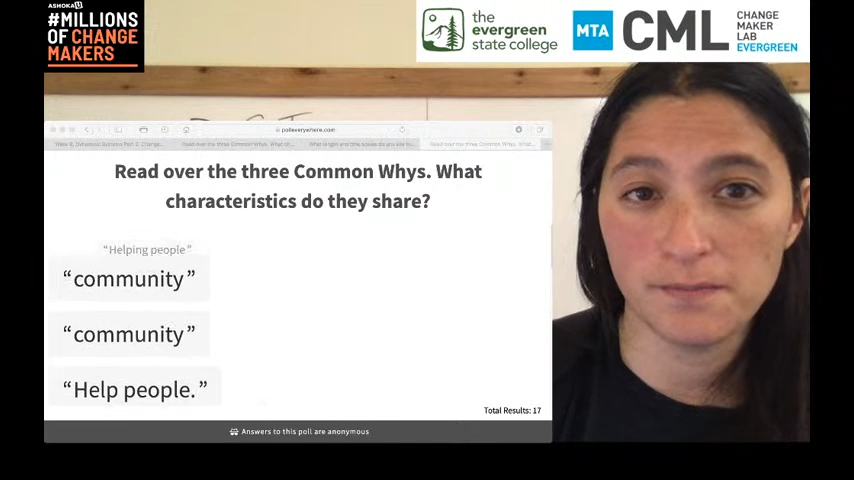 ASHOKA U
#MILLIONS
OF CHANGE
MAKERS
the
evergreen
state college
MTA
CML
CHANGE
MAKER
LAB
EVERGREEN
polleverywhere.com
Read over the three Common Whys. What
characteristics do they share?
“Helping people”
“community”
“community”
“Help people.”
Total Results: 17
Answers to this poll are anonymous